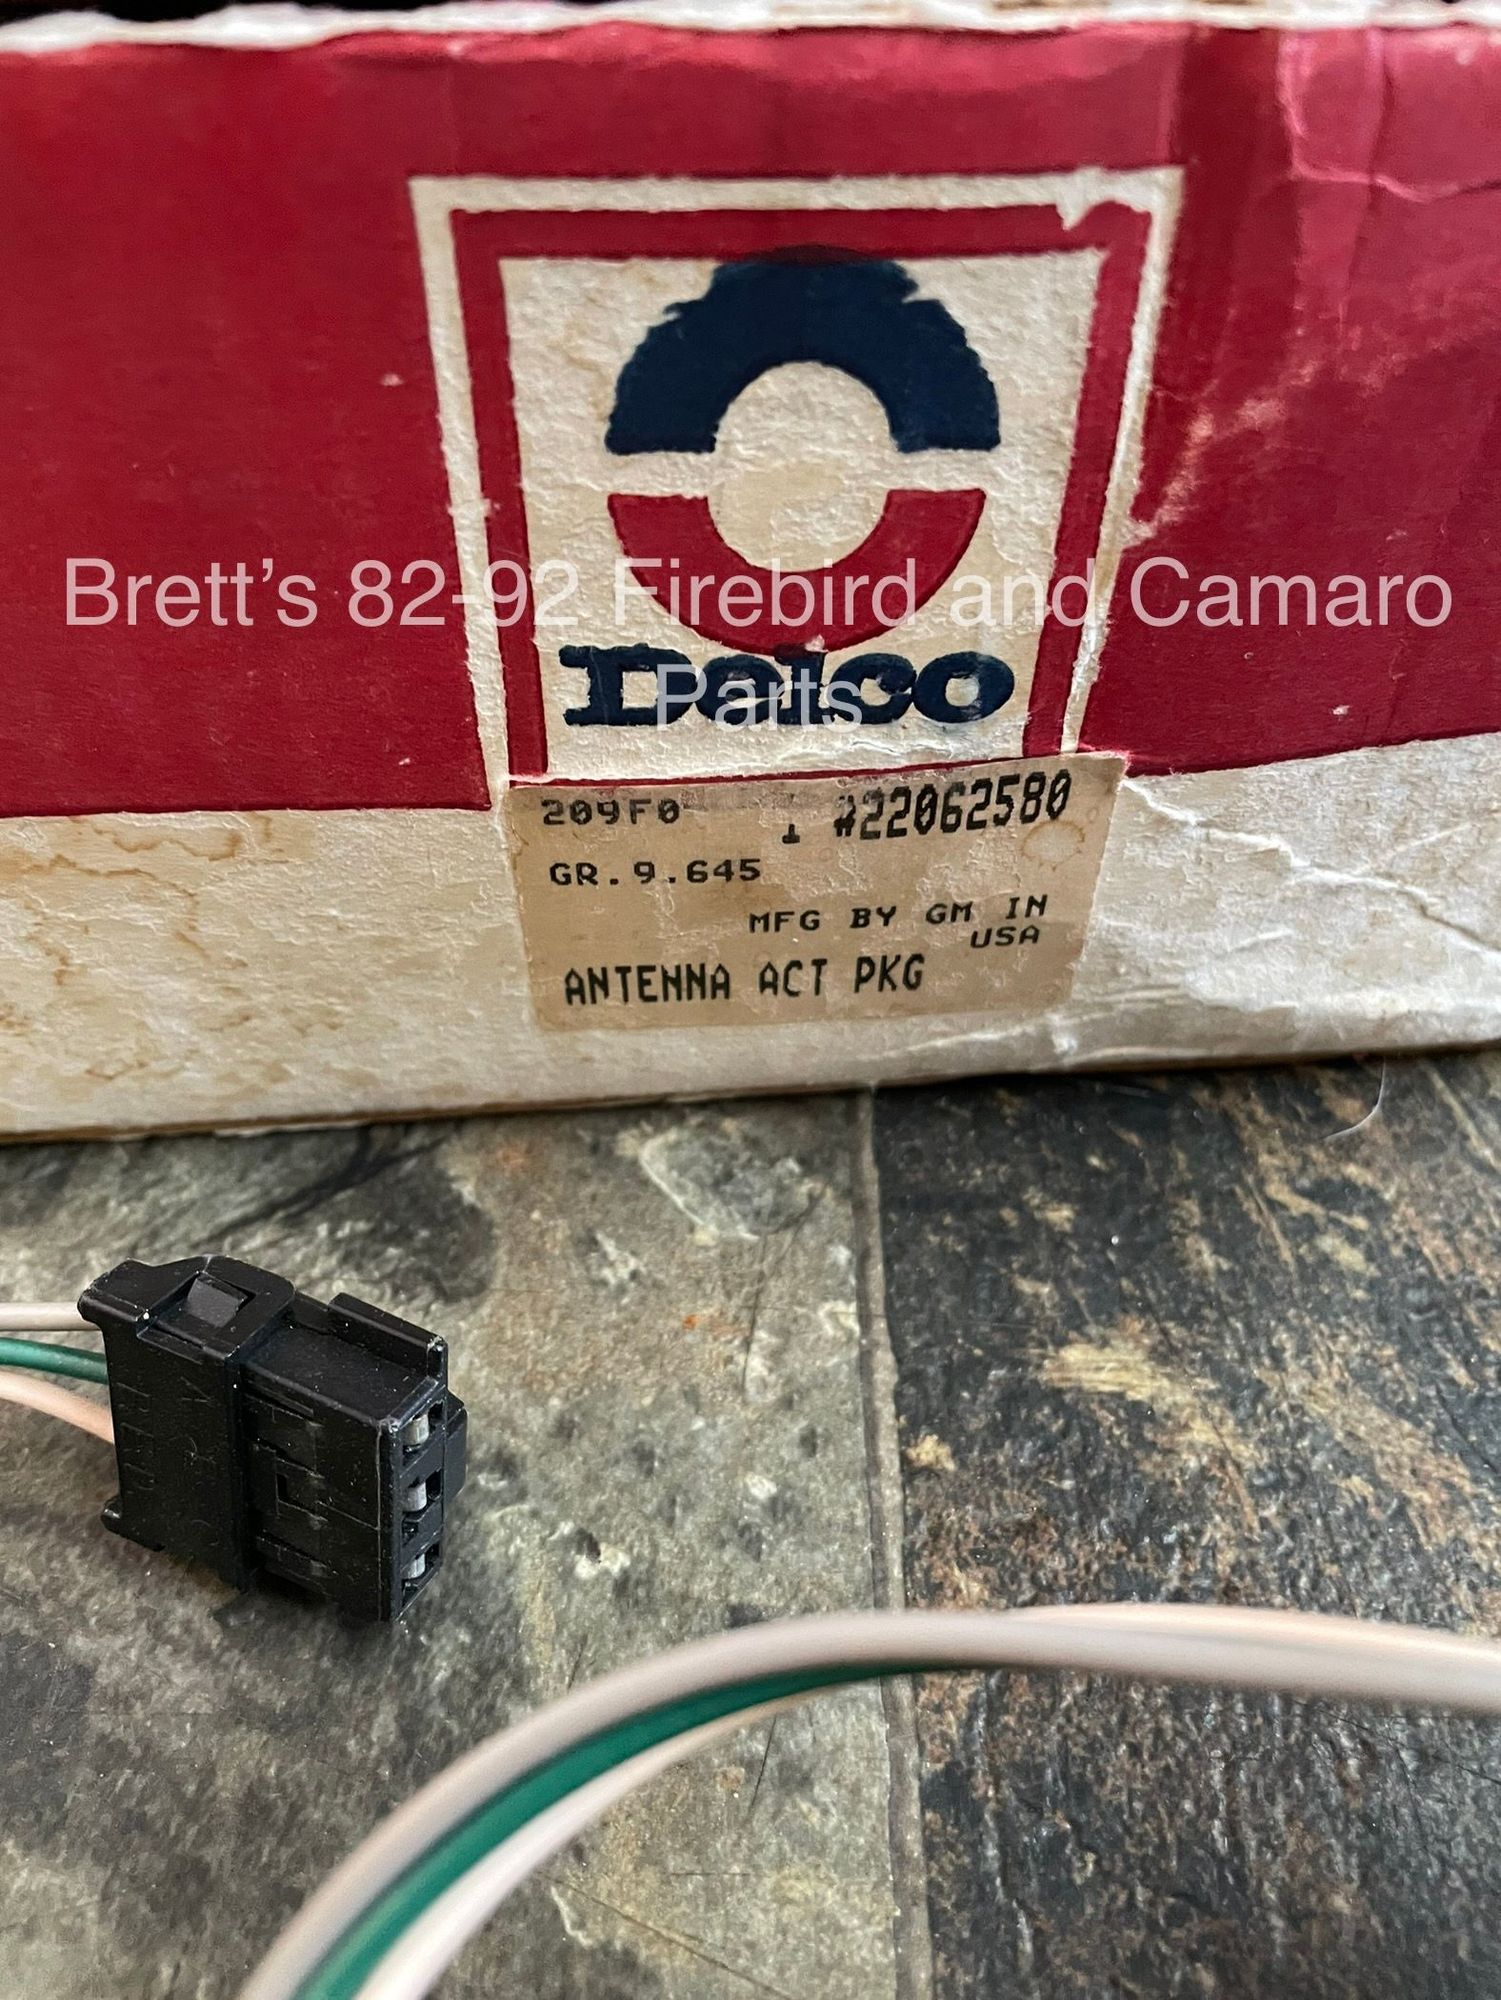 Brett’s 82-92 Firebird and Camaro
Parts
Delco
209F0 1 #22062580
GR.9.645
MFG BY GM IN
USA
ANTENNA ACT PKG